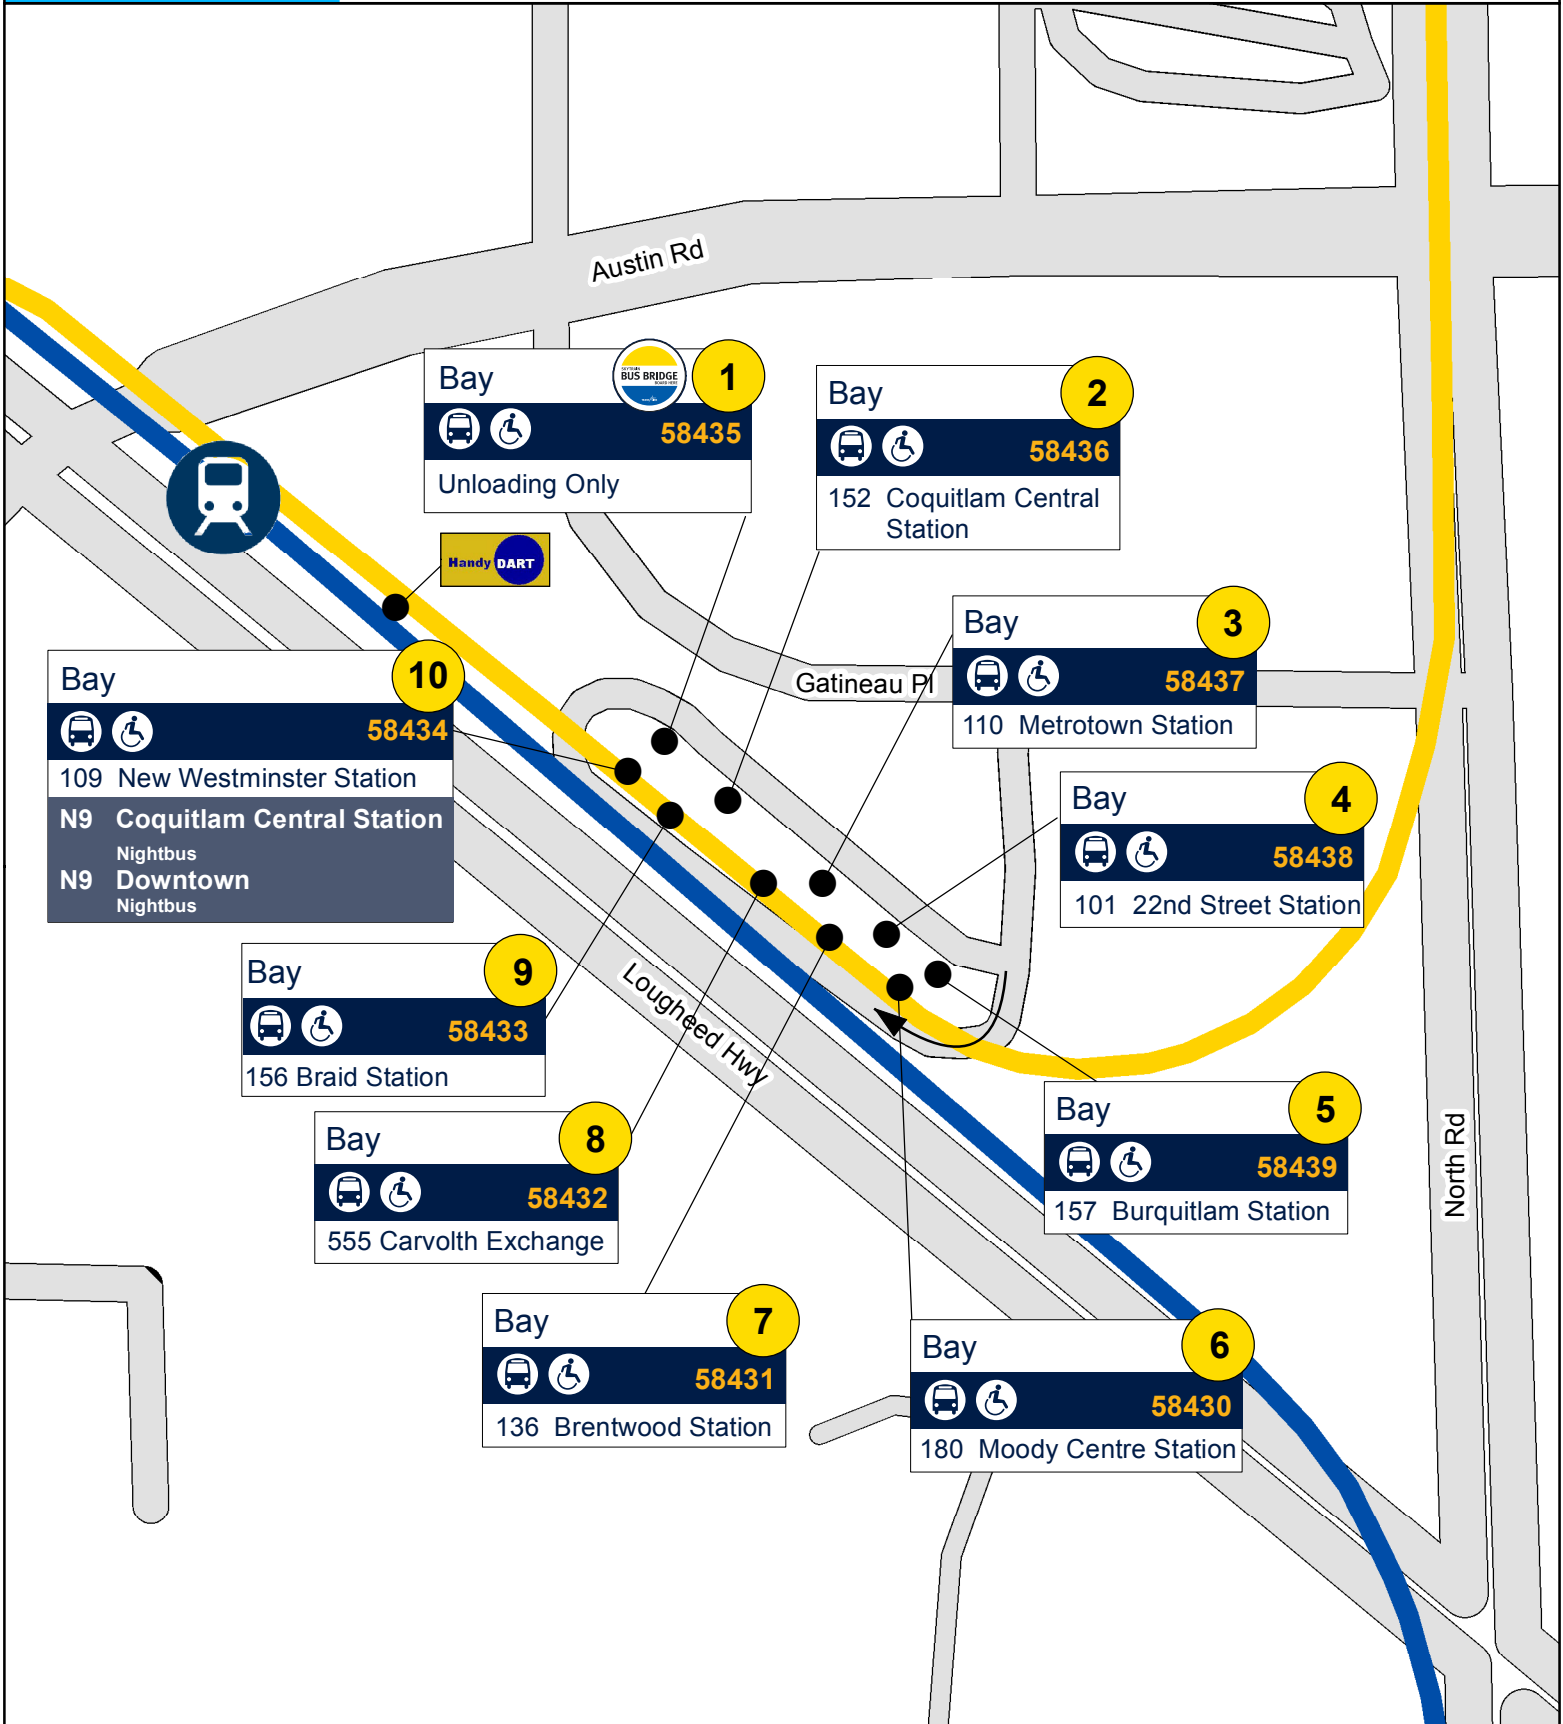 Austin Rd
Bay
BUS BRIDGE
1
58435
Unloading Only
Bay
2
58436
152 Coquitlam Central
Station
Handy DART
Bay
3
58437
110 Metrotown Station
Gatineau Pl
Bay
10
58434
109 New Westminster Station
N9 Coquitlam Central Station
Nightbus
N9 Downtown
Nightbus
Bay
4
58438
101 22nd Street Station
Bay
9
58433
156 Braid Station
Lougheed Hwy
Bay
8
58432
555 Carvolth Exchange
Bay
5
58439
157 Burquitlam Station
North Rd
Bay
7
58431
136 Brentwood Station
Bay
6
58430
180 Moody Centre Station